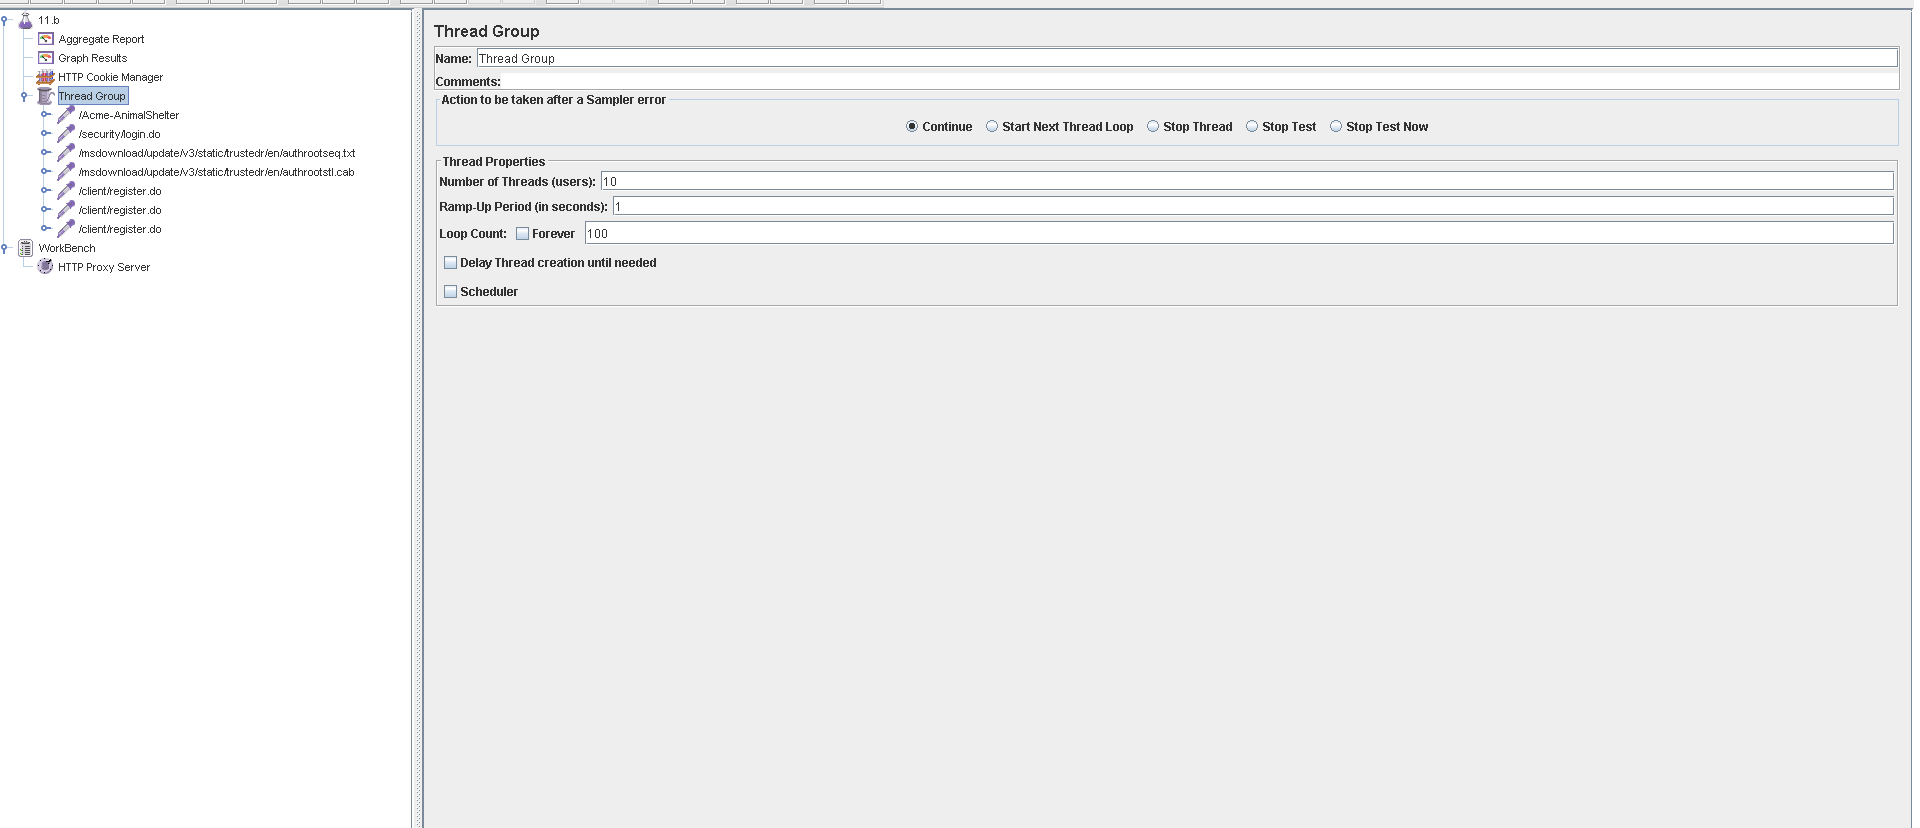 11.b
Aggregate Report
Graph Results
HTTP Cookie Manager
Thread Group
/Acme-AnimalShelter
/security/login.do
/msdownload/update/v3/static/trustedr/en/authrootseq.txt
/msdownload/update/v3/static/trustedr/en/authrootstl.cab
/client/register.do
/client/register.do
/client/register.do
WorkBench
HTTP Proxy Server
Thread Group
Name: Thread Group
Comments:
Action to be taken after a Sampler error
Continue Start Next Thread Loop Stop Thread Stop Test Stop Test Now
Thread Properties
Number of Threads (users): 10
Ramp-Up Period (in seconds): 1
Loop Count: Forever 100
Delay Thread creation until needed
Scheduler